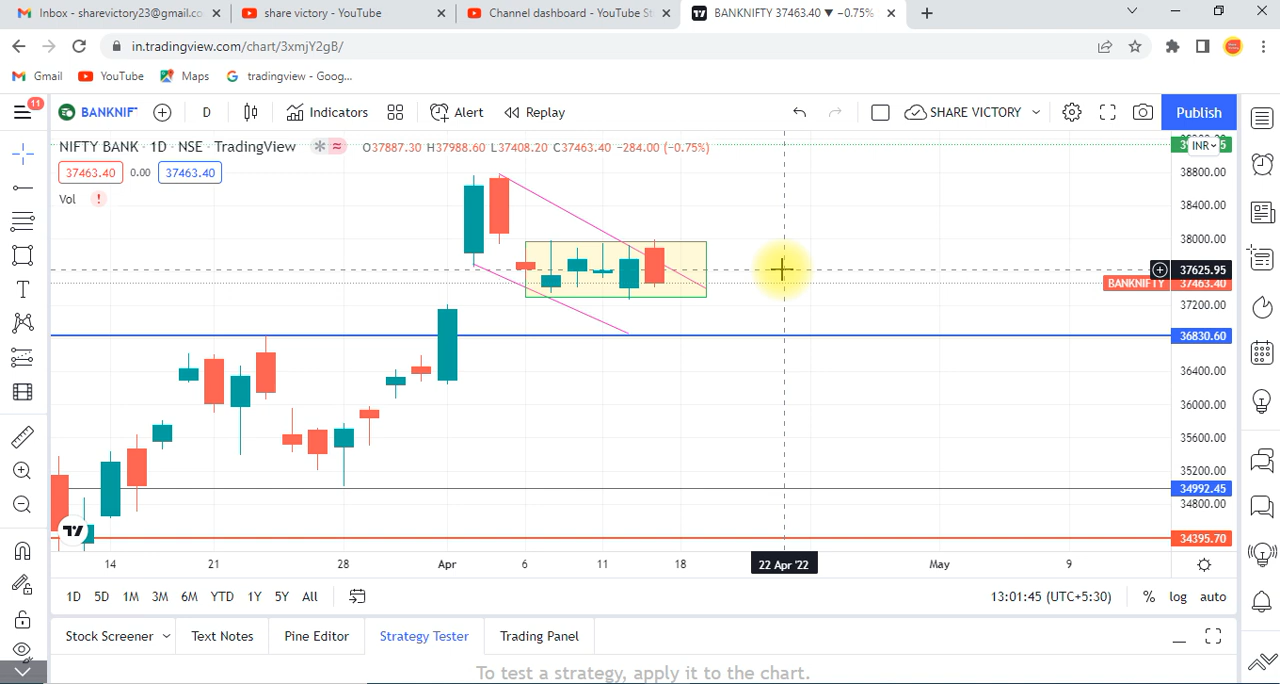 Inbox - sharevictory23@gmail.co
share victory - YouTube
Channel dashboard - YouTube St
BANKNIFTY 37463.40 ▼ −0.75%
in.tradingview.com/chart/3xmjY2gB/
Gmail YouTube Maps tradingview - Goog...
11
BANKNIF D Indicators Alert Replay SHARE VICTORY Publish
NIFTY BANK · 1D · NSE · TradingView O37887.30 H37988.60 L37408.20 C37463.40 −284.00 (−0.75%)
INR
37463.40 0.00 37463.40
Vol
38800.00
38400.00
38000.00
37625.95
BANKNIFTY 37463.40
37200.00
36830.60
36400.00
36000.00
35600.00
35200.00
34992.45
34800.00
34395.70
14 21 28 Apr 6 11 18 22 Apr '22 May 9
1D 5D 1M 3M 6M YTD 1Y 5Y All 13:01:45 (UTC+5:30) % log auto
Stock Screener Text Notes Pine Editor Strategy Tester Trading Panel
To test a strategy, apply it to the chart.